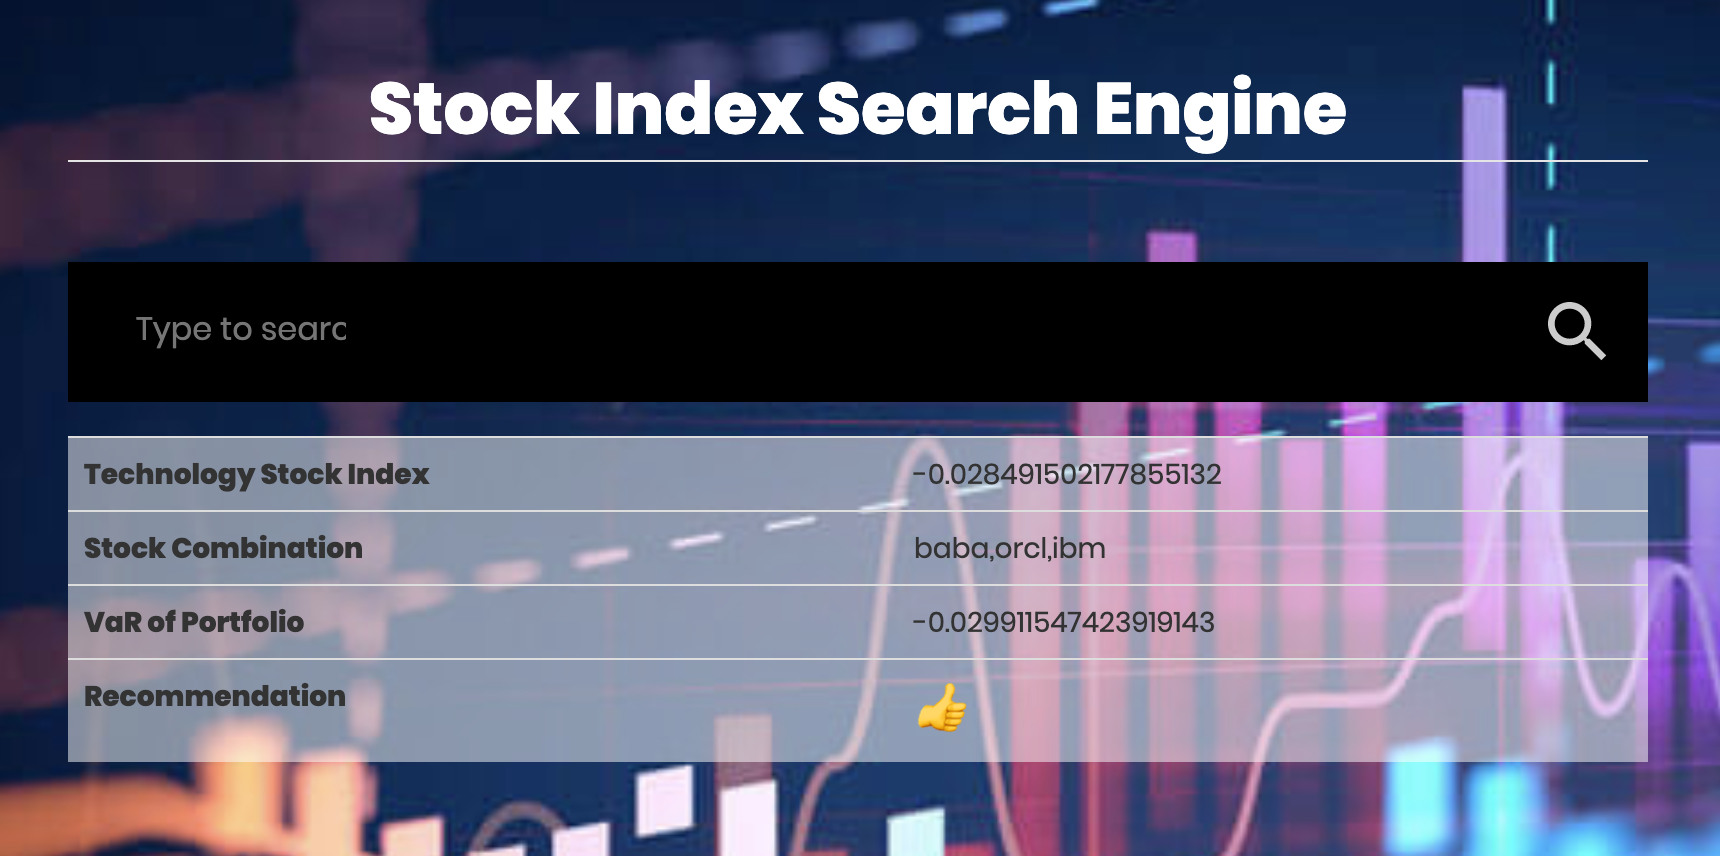 Stock Index Search Engine
Type to searc
Technology Stock Index -0.028491502177855132
Stock Combination baba,orcl,ibm
VaR of Portfolio -0.029911547423919143
Recommendation 👍